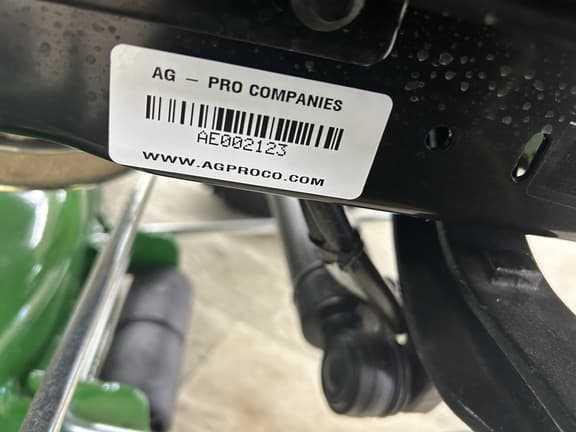 AG – PRO COMPANIES
AE002123
WWW.AGPROCO.COM